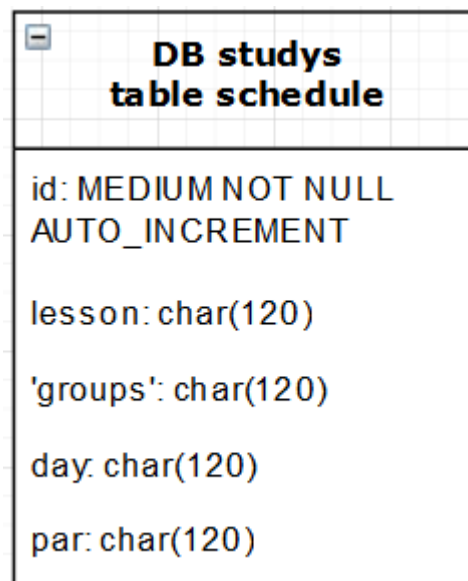 DB studys
table schedule
id: MEDIUM NOT NULL
AUTO_INCREMENT
lesson: char(120)
'groups': char(120)
day: char(120)
par: char(120)